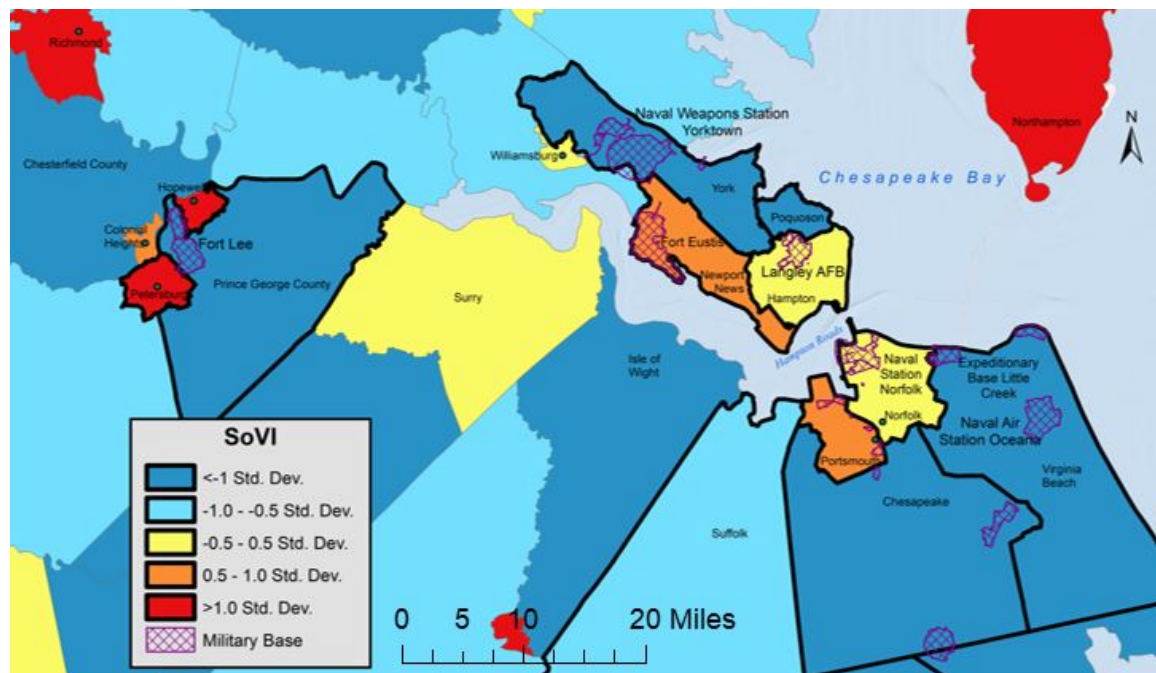 Richmond
Chesterfield County
Hopewell
Colonial
Heights
Fort Lee
Petersburg
Prince George County
Surry
Isle of
Wight
Williamsburg
Naval Weapons Station
Yorktown
York
Poquoson
Fort Eustis
Newport
News
Langley AFB
Hampton
Hampton Roads
Northampton
N
Chesapeake Bay
Naval
Station
Norfolk
Norfolk
Expeditionary
Base Little
Creek
Naval Air
Station Oceana
Virginia
Beach
Portsmouth
Chesapeake
Suffolk
SoVI
<-1 Std. Dev.
-1.0 - -0.5 Std. Dev.
-0.5 - 0.5 Std. Dev.
0.5 - 1.0 Std. Dev.
>1.0 Std. Dev.
Military Base
0 5 10 20 Miles